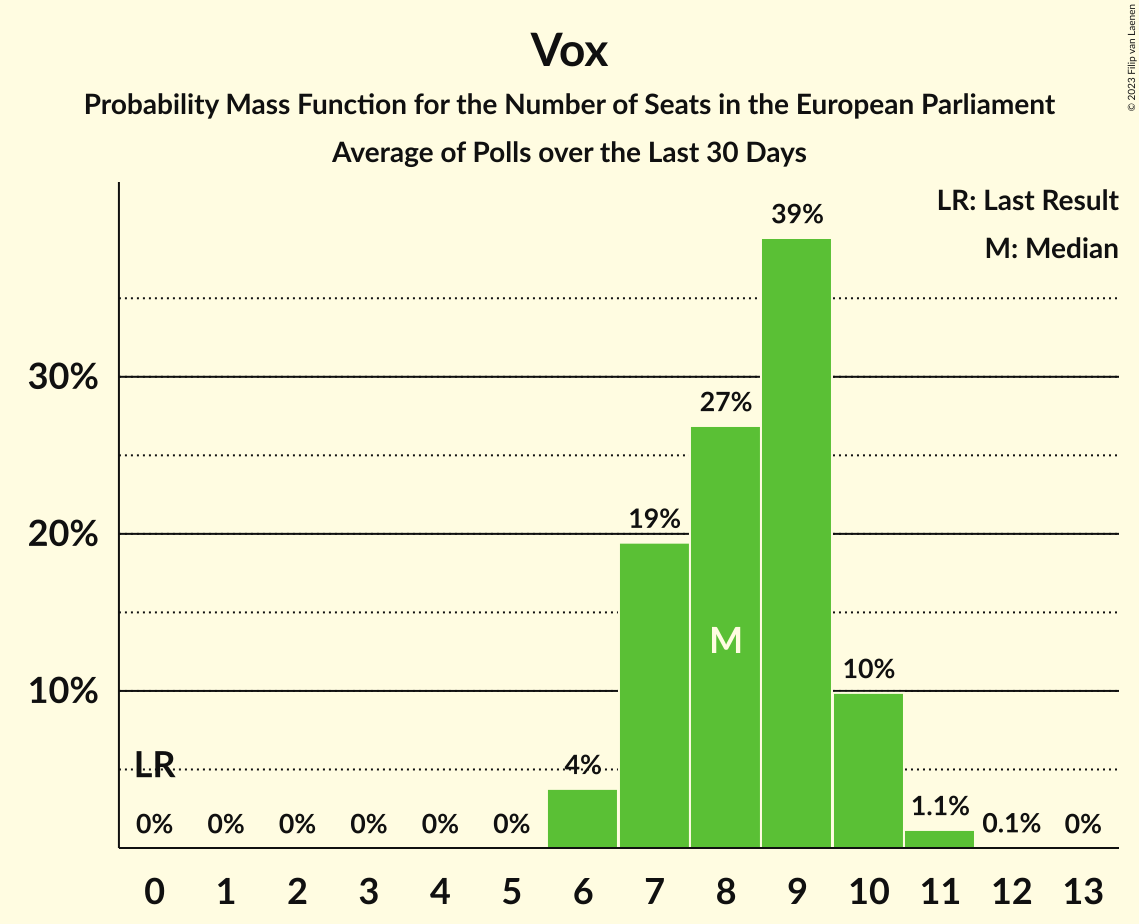 Vox
Probability Mass Function for the Number of Seats in the European Parliament
Average of Polls over the Last 30 Days
© 2023 Filip van Laenen
LR: Last Result
M: Median
39%
30%
27%
20%
19%
M
10%
10%
LR
4%
0% 0% 0% 0% 0% 0% 1.1% 0.1% 0%
0 1 2 3 4 5 6 7 8 9 10 11 12 13